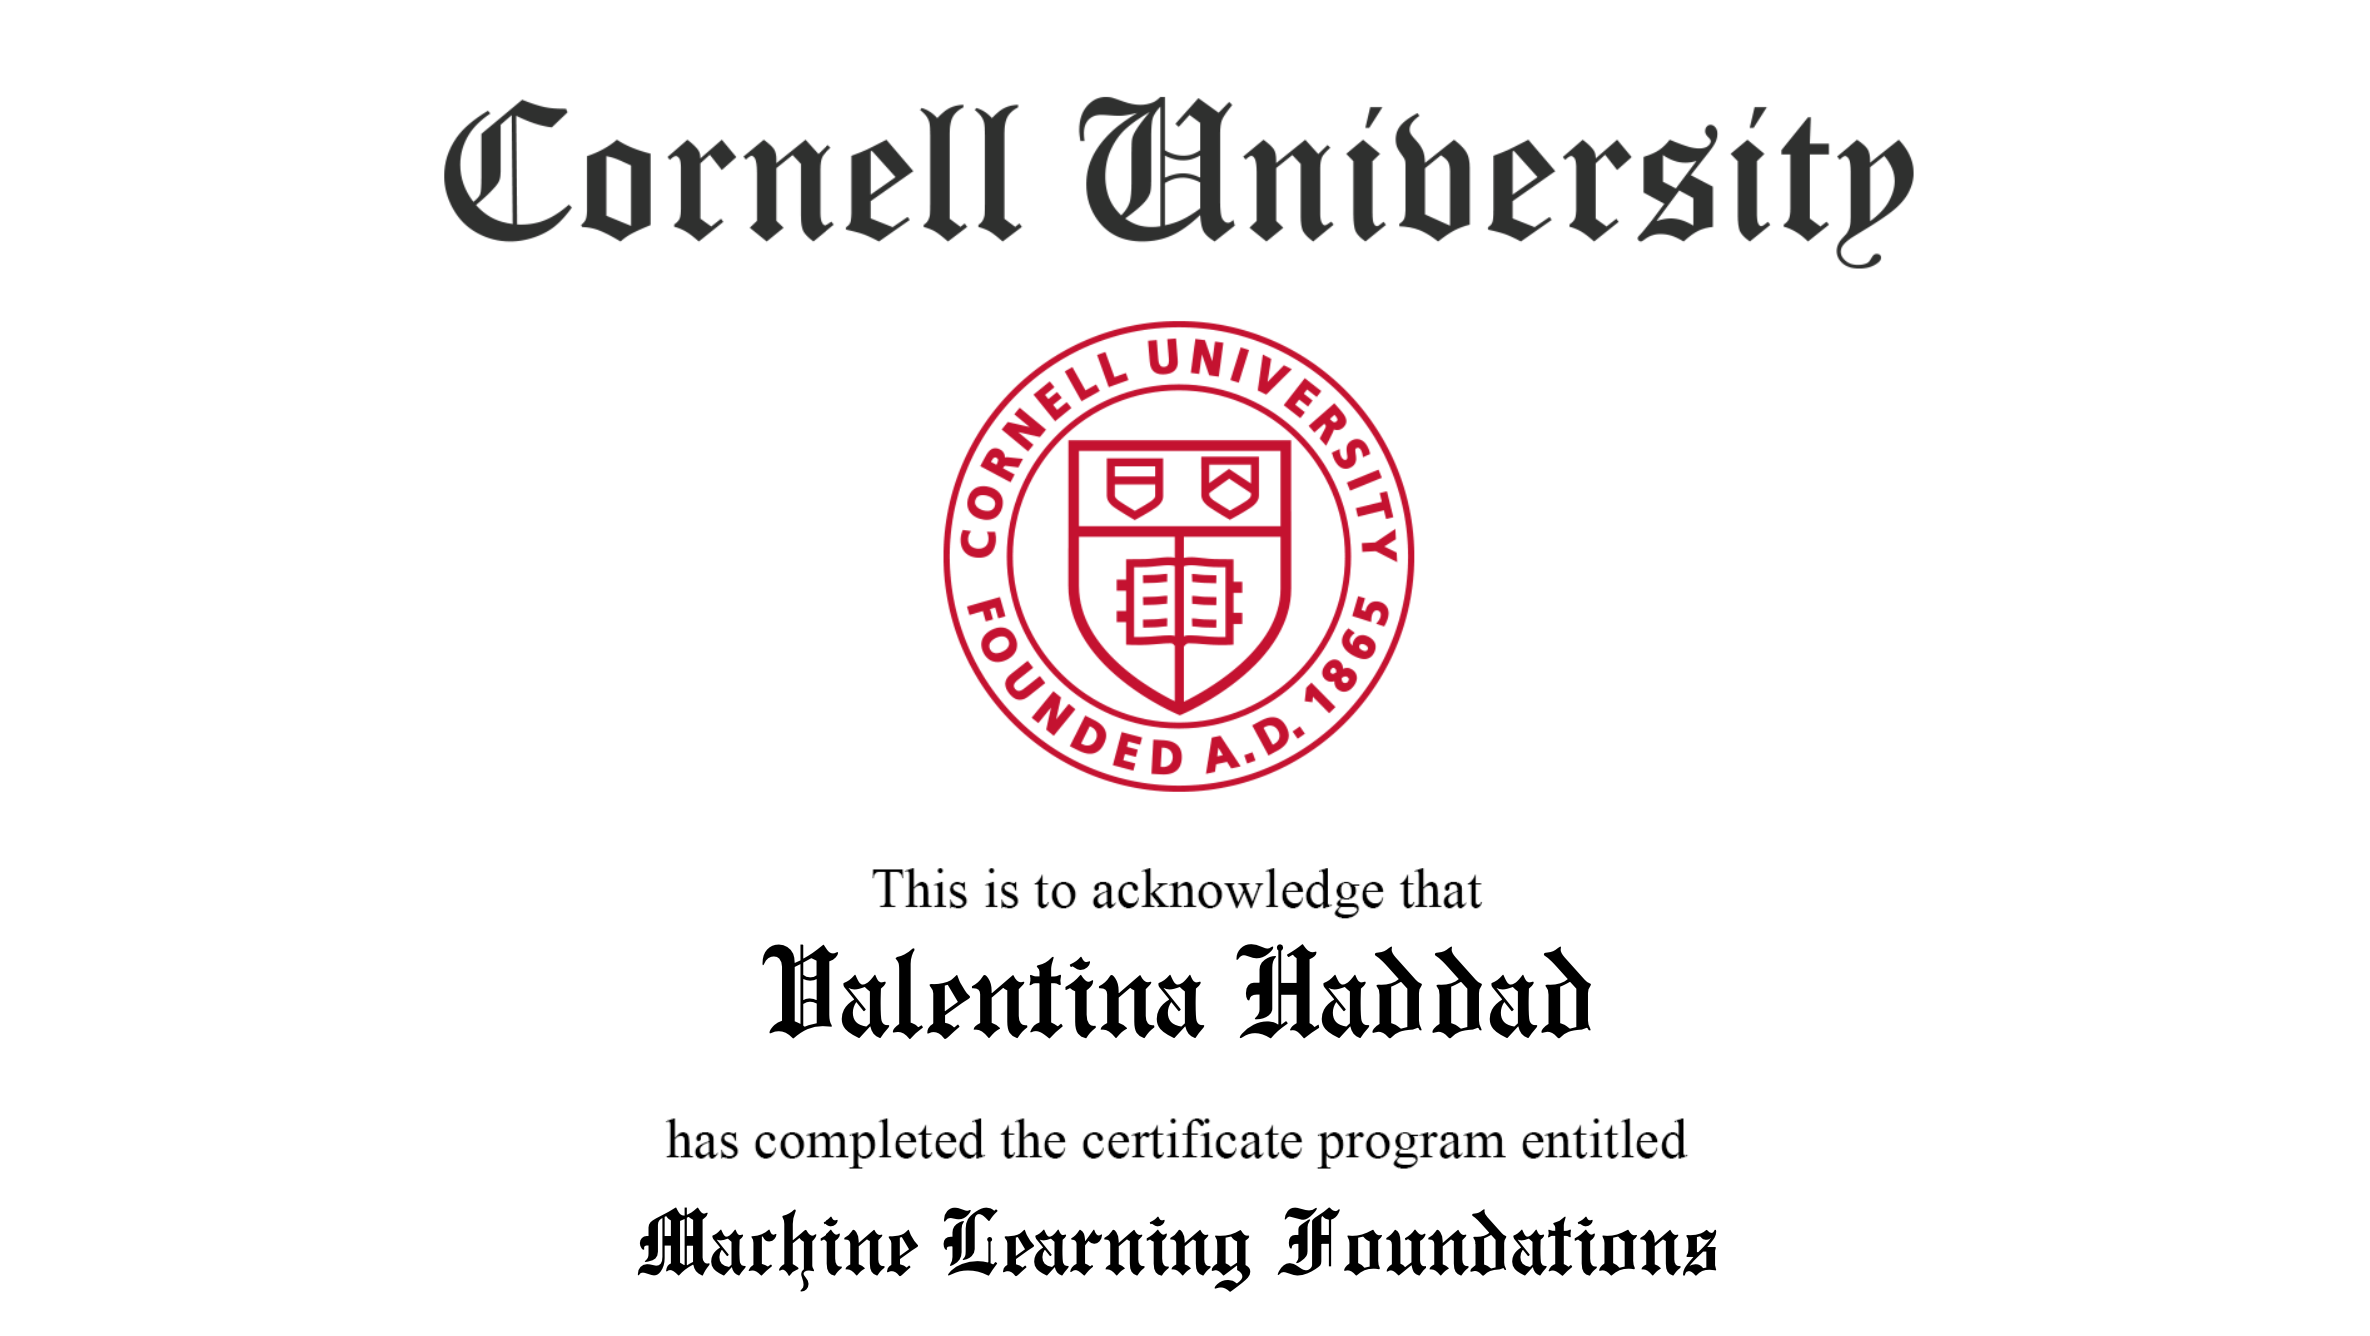 Cornell University
CORNELL UNIVERSITY
FOUNDED A.D. 1865
This is to acknowledge that
Valentina Haddad
has completed the certificate program entitled
Machine Learning Foundations